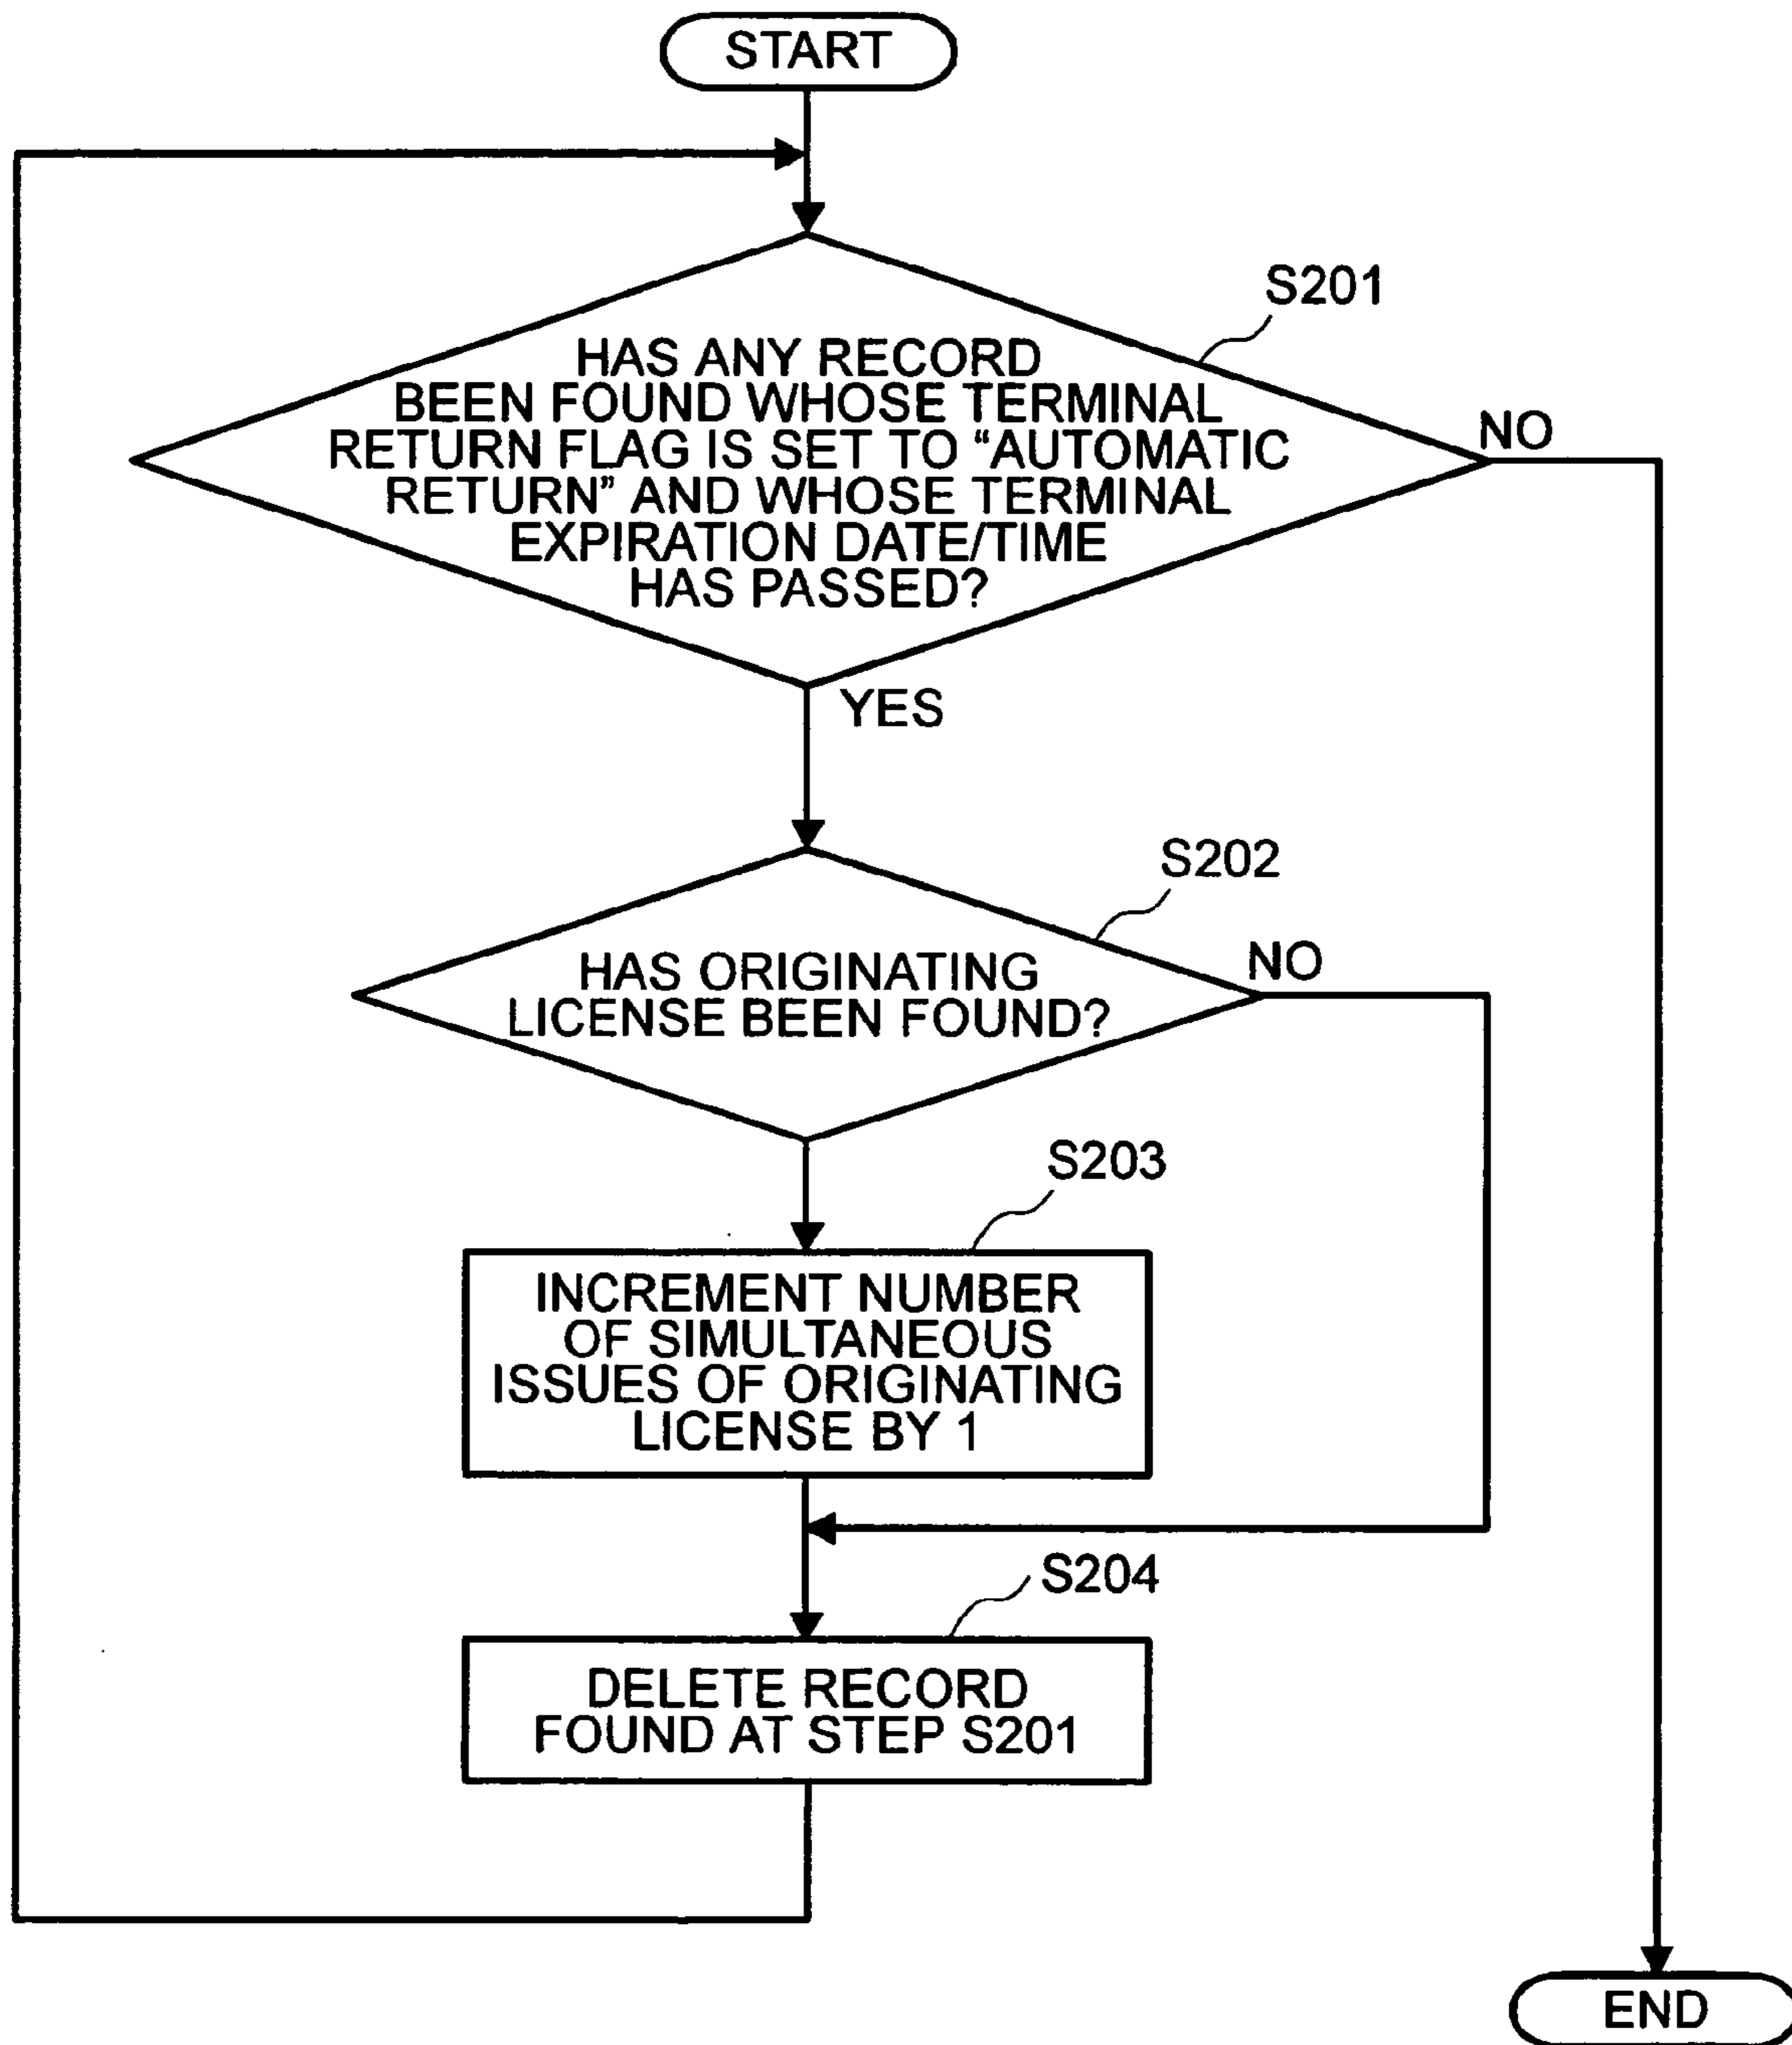 START
S201
HAS ANY RECORD
BEEN FOUND WHOSE TERMINAL
RETURN FLAG IS SET TO “AUTOMATIC
RETURN” AND WHOSE TERMINAL
EXPIRATION DATE/TIME
HAS PASSED?
NO
YES
S202
HAS ORIGINATING
LICENSE BEEN FOUND?
NO
S203
INCREMENT NUMBER
OF SIMULTANEOUS
ISSUES OF ORIGINATING
LICENSE BY 1
S204
DELETE RECORD
FOUND AT STEP S201
END